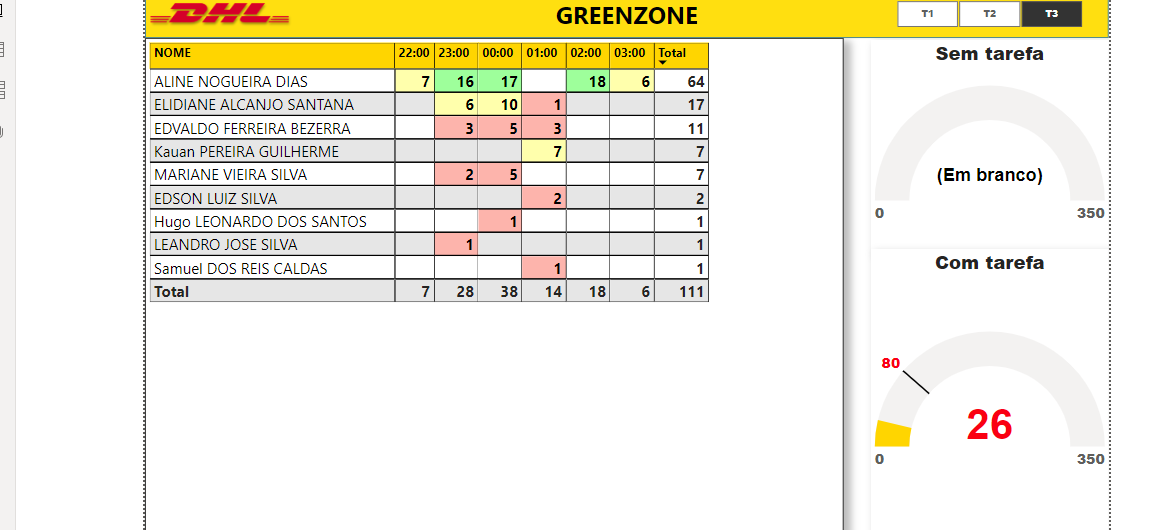 DHL
GREENZONE
T1 T2 T3
NOME 22:00 23:00 00:00 01:00 02:00 03:00 Total
ALINE NOGUEIRA DIAS 7 16 17 18 6 64
ELIDIANE ALCANJO SANTANA 6 10 1 17
EDVALDO FERREIRA BEZERRA 3 5 3 11
Kauan PEREIRA GUILHERME 7 7
MARIANE VIEIRA SILVA 2 5 7
EDSON LUIZ SILVA 2 2
Hugo LEONARDO DOS SANTOS 1 1
LEANDRO JOSE SILVA 1 1
Samuel DOS REIS CALDAS 1 1
Total 7 28 38 14 18 6 111
Sem tarefa
(Em branco)
0 350
Com tarefa
80
26
0 350